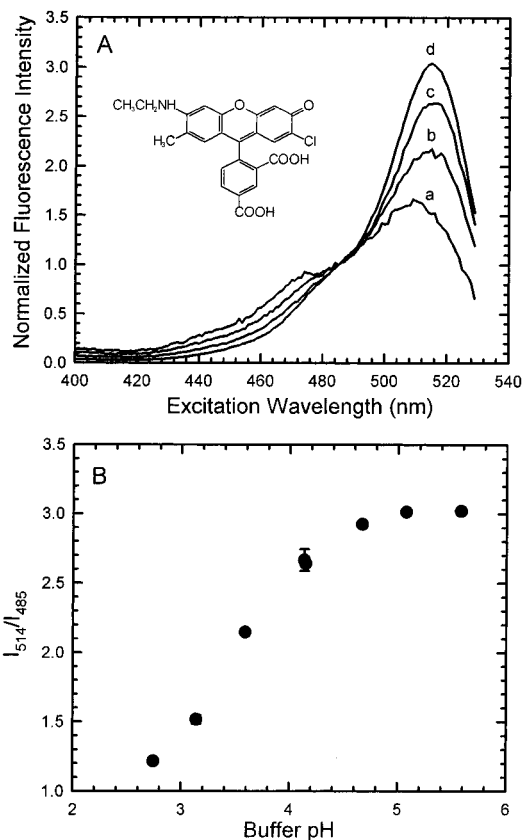 A
CH₃CH₂NH
O
O
H₃C
Cl
COOH
COOH
d
c
b
a
3.5
3.0
2.5
2.0
1.5
1.0
0.5
0.0
Normalized Fluorescence Intensity
400 420 440 460 480 500 520 540
Excitation Wavelength (nm)
B
3.5
3.0
2.5
2.0
1.5
1.0
I₅₁₄/I₄₈₅
2 3 4 5 6
Buffer pH